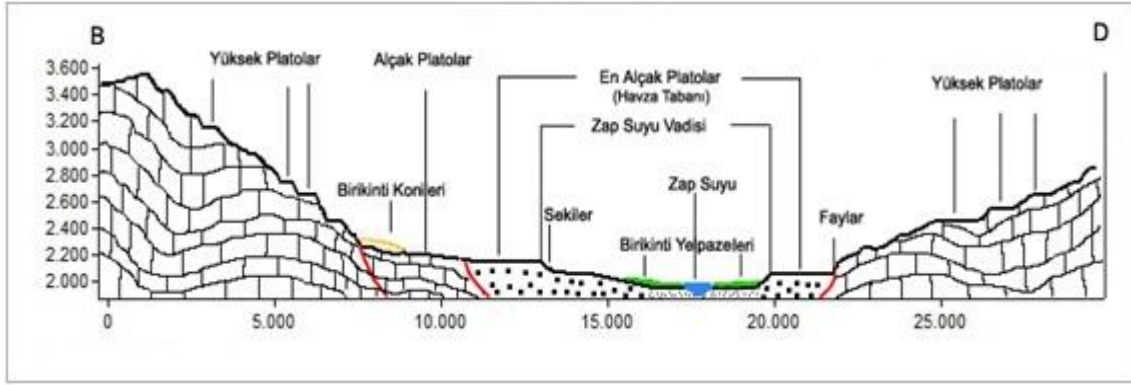 B
D
Yüksek Platolar
Alçak Platolar
En Alçak Platolar
(Havza Tabanı)
Yüksek Platolar
Zap Suyu Vadisi
Birikinti Konileri
Zap Suyu
Sekiler
Birikinti Yelpazeleri
Faylar
3.600
3.400
3.200
3.000
2.800
2.600
2.400
2.200
2.000
0
5.000
10.000
15.000
20.000
25.000